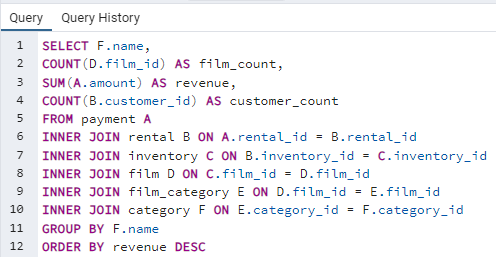 Query Query History
1 SELECT F.name,
2 COUNT(D.film_id) AS film_count,
3 SUM(A.amount) AS revenue,
4 COUNT(B.customer_id) AS customer_count
5 FROM payment A
6 INNER JOIN rental B ON A.rental_id = B.rental_id
7 INNER JOIN inventory C ON B.inventory_id = C.inventory_id
8 INNER JOIN film D ON C.film_id = D.film_id
9 INNER JOIN film_category E ON D.film_id = E.film_id
10 INNER JOIN category F ON E.category_id = F.category_id
11 GROUP BY F.name
12 ORDER BY revenue DESC